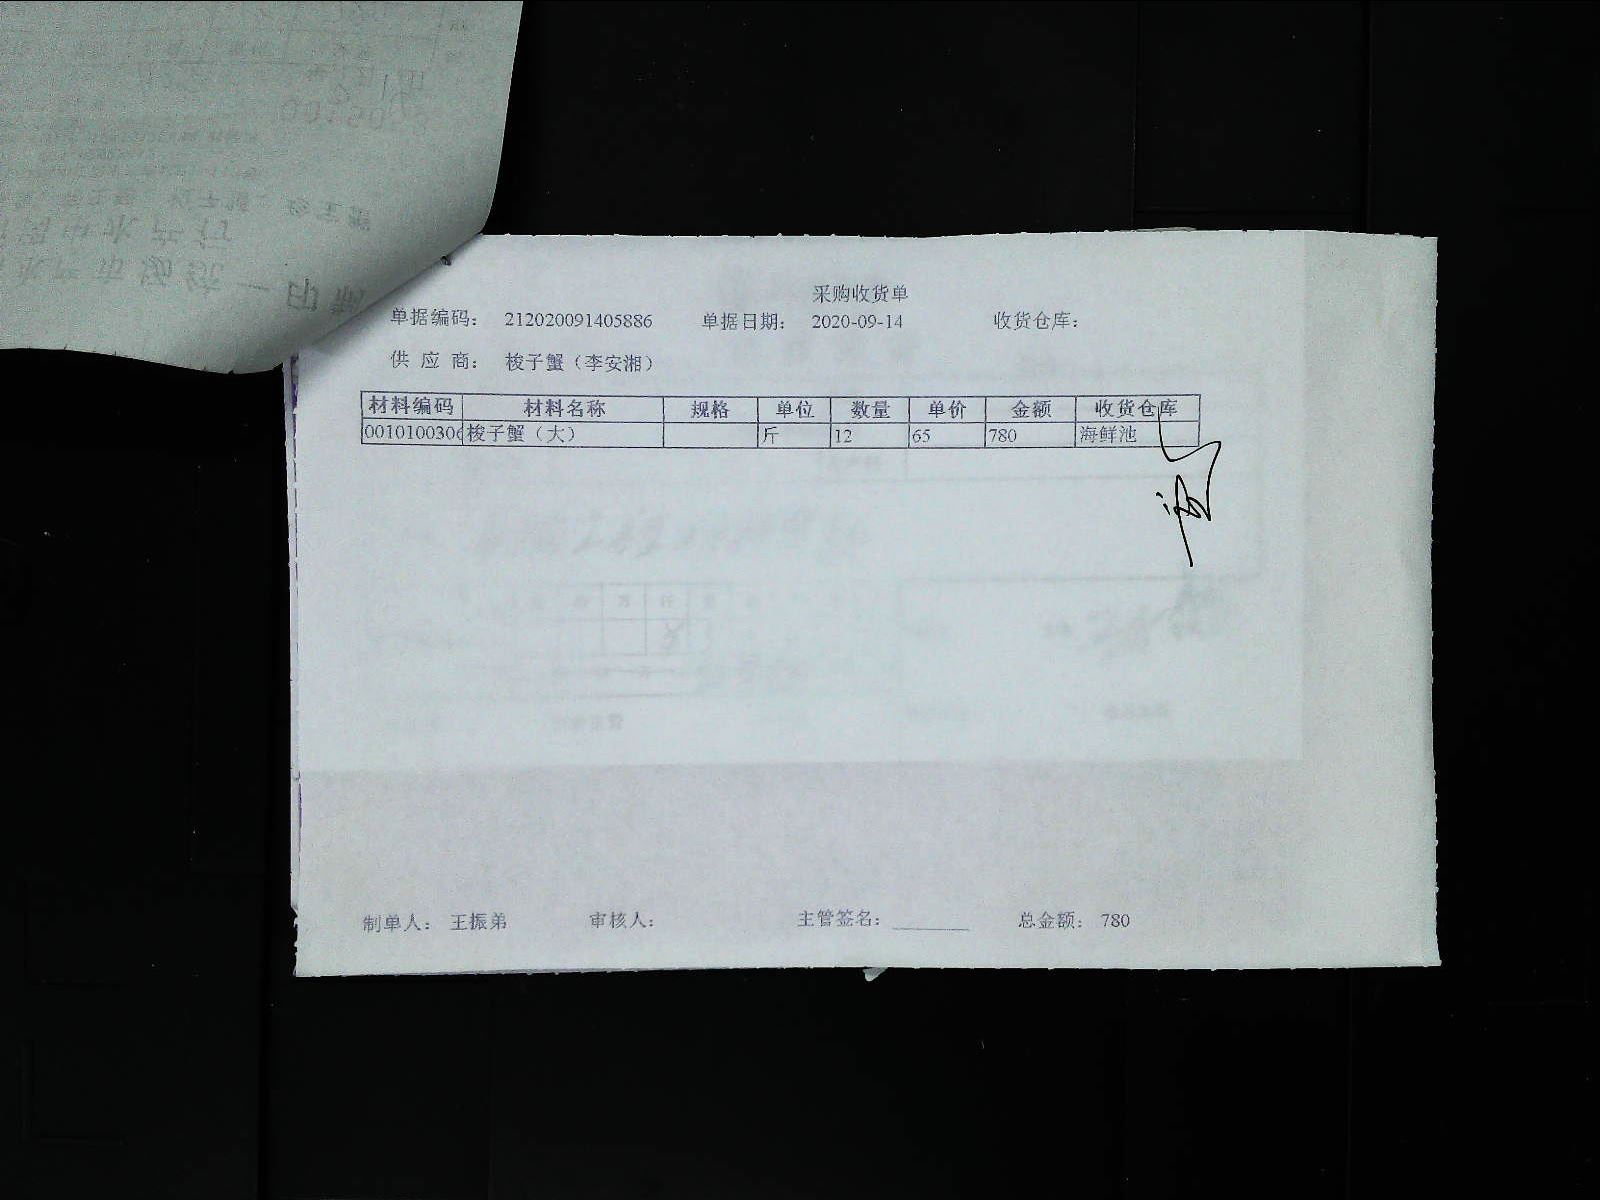 采购收货单
单据编码： 212020091405886 单据日期： 2020-09-14 收货仓库：
供 应 商： 梭子蟹（李安湘）
材料编码 材料名称 规格 单位 数量 单价 金额 收货仓库
0010100306 梭子蟹（大） 斤 12 65 780 海鲜池
制单人： 王振弟 审核人： 主管签名： 总金额： 780